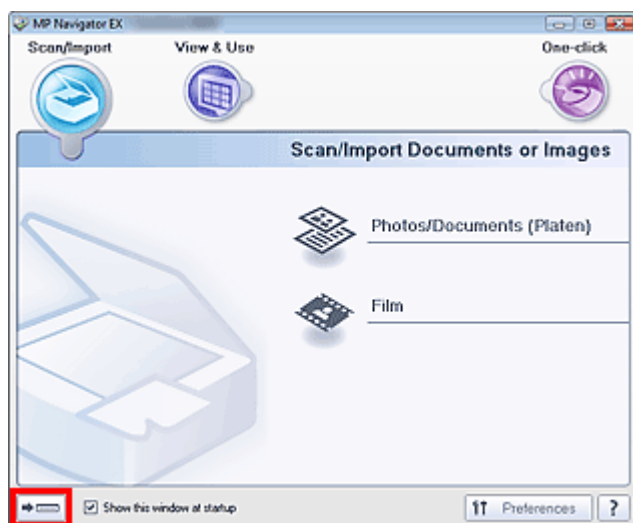 MP Navigator EX
Scan/Import View & Use One-click
Scan/Import Documents or Images
Photos/Documents (Platen)
Film
Show this window at startup
Preferences ?